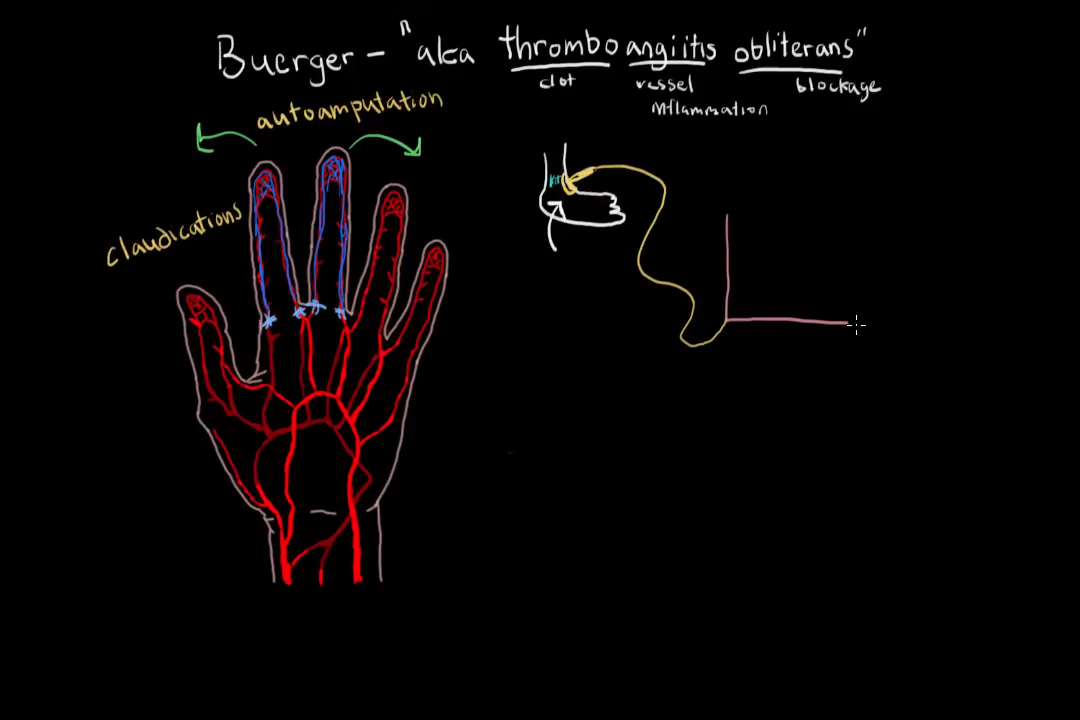 Buerger - "aka thromboangiitis obliterans"
clot vessel blockage
inflammation
autoamputation
claudications